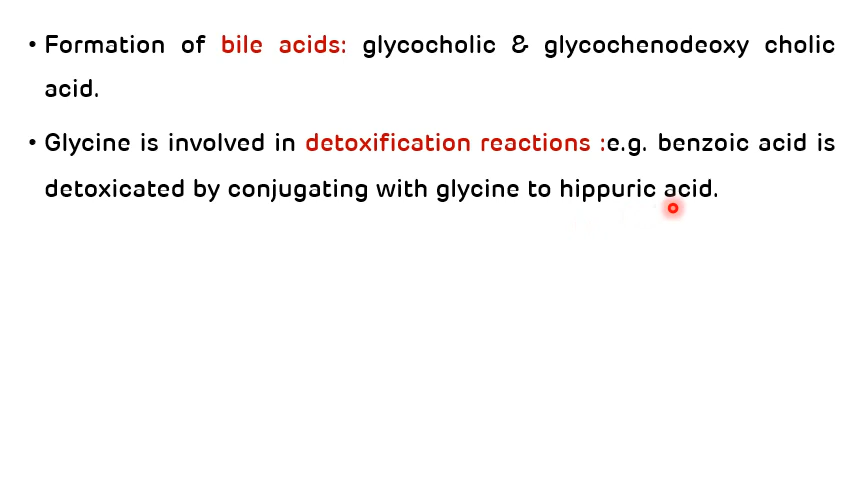 • Formation of bile acids: glycocholic & glycochenodeoxy cholic
acid.
• Glycine is involved in detoxification reactions :e.g. benzoic acid is
detoxicated by conjugating with glycine to hippuric acid.